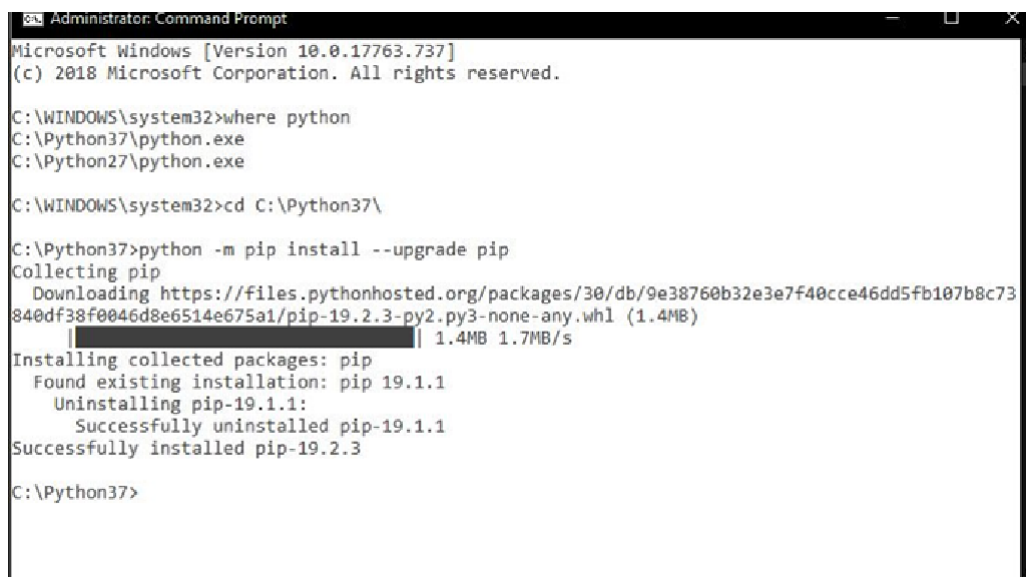 Administrator: Command Prompt
Microsoft Windows [Version 10.0.17763.737]
(c) 2018 Microsoft Corporation. All rights reserved.
C:\WINDOWS\system32>where python
C:\Python37\python.exe
C:\Python27\python.exe
C:\WINDOWS\system32>cd C:\Python37\
C:\Python37>python -m pip install --upgrade pip
Collecting pip
Downloading https://files.pythonhosted.org/packages/30/db/9e38760b32e3e7f40cce46dd5fb107b8c73
840df38f0046d8e6514e675a1/pip-19.2.3-py2.py3-none-any.whl (1.4MB)
| | 1.4MB 1.7MB/s
Installing collected packages: pip
Found existing installation: pip 19.1.1
Uninstalling pip-19.1.1:
Successfully uninstalled pip-19.1.1
Successfully installed pip-19.2.3
C:\Python37>